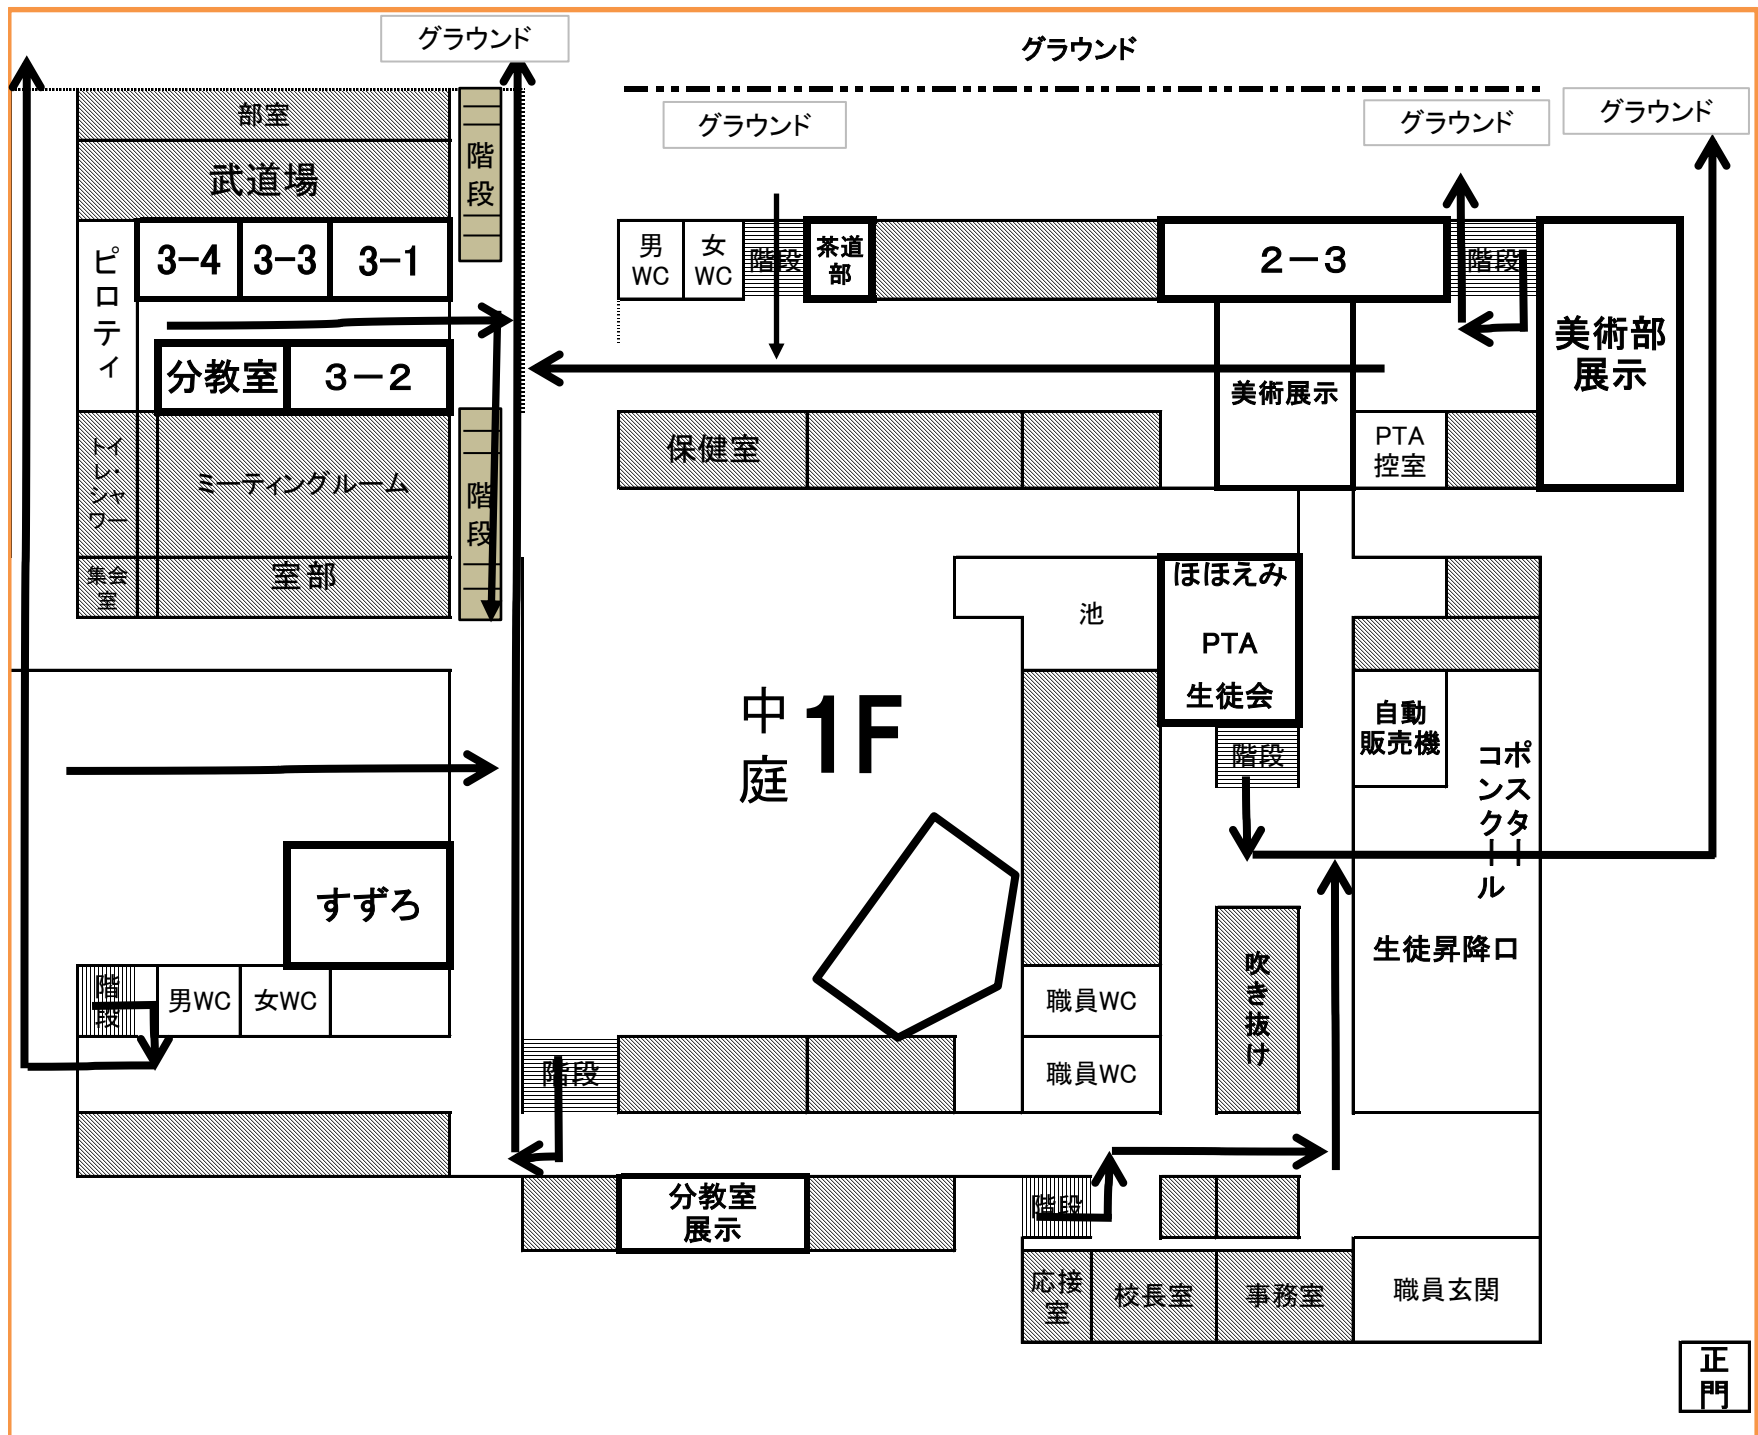 グラウンド
グラウンド
グラウンド
グラウンド
グラウンド
部室
武道場
階
段
ピ
ロ
テ
ィ
3-4
3-3
3-1
男
WC
女
WC
階段
茶道
部
２－３
階段
美術部
展示
分教室
３－２
美術展示
トイ
レ・
シャ
ワー
ミーティングルーム
階
段
保健室
PTA
控室
集会
室
室部
池
ほほえみ
PTA
生徒会
中
庭
1F
階段
自動
販売機
ポスター
コンクール
すずろ
生徒昇降口
吹
き
抜
け
階
段
男WC
女WC
職員WC
職員WC
階段
分教室
展示
階段
応接
室
校長室
事務室
職員玄関
正
門